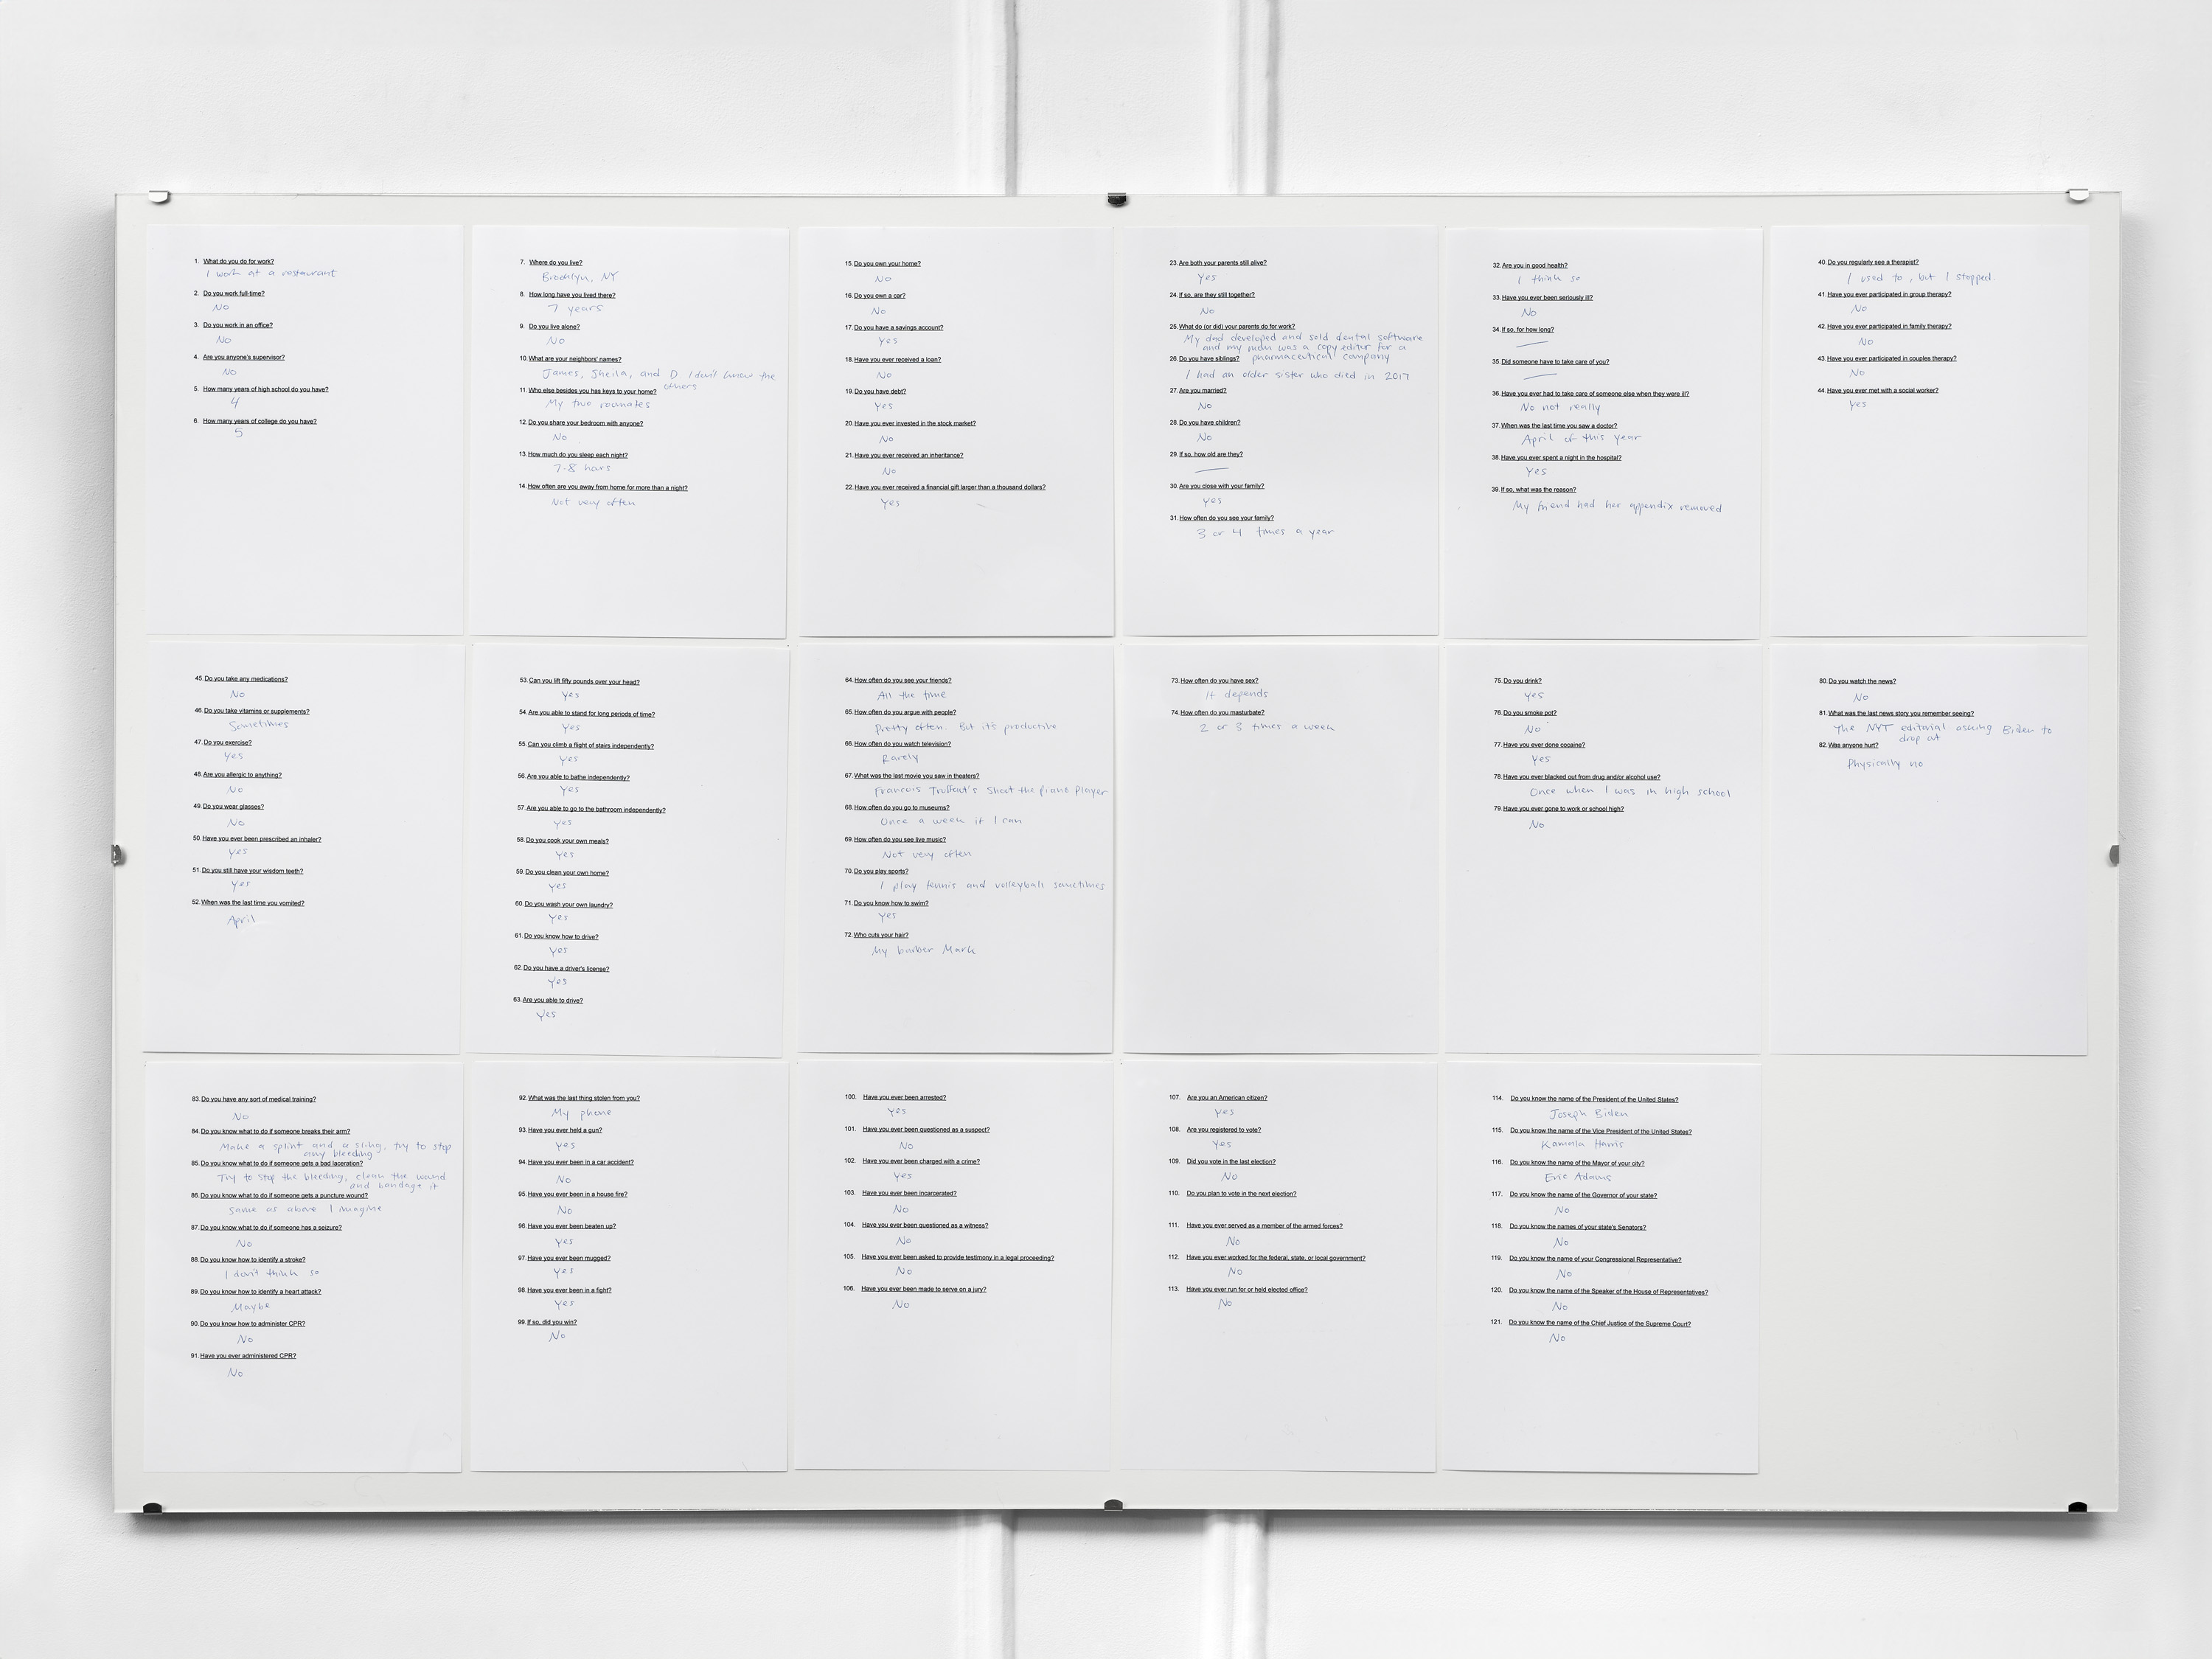 1. What do you do for work?
I work at a restaurant
2. Do you work full-time?
No
3. Do you work in an office?
No
4. Are you anyone's supervisor?
No
5. How many years of high school do you have?
4
6. How many years of college do you have?
5
7. Where do you live?
Brooklyn, NY
8. How long have you lived there?
7 years
9. Do you live alone?
No
10. What are your neighbors' names?
James, Sheila, and D I don't know the
others
11. Who else besides you has keys to your home?
My two roomates
12. Do you share your bedroom with anyone?
No
13. How much do you sleep each night?
7-8 hours
14. How often are you away from home for more than a night?
Not very often
15. Do you own your home?
No
16. Do you own a car?
No
17. Do you have a savings account?
Yes
18. Have you ever received a loan?
No
19. Do you have debt?
Yes
20. Have you ever invested in the stock market?
No
21. Have you ever received an inheritance?
No
22. Have you ever received a financial gift larger than a thousand dollars?
Yes
23. Are both your parents still alive?
Yes
24. If so, are they still together?
No
25. What do (or did) your parents do for work?
My dad developed and sold dental software
and my mom was a copy editor for a
pharmaceutical company
26. Do you have siblings?
I had an older sister who died in 2017
27. Are you married?
No
28. Do you have children?
No
29. If so, how old are they?
30. Are you close with your family?
Yes
31. How often do you see your family?
3 or 4 times a year
32. Are you in good health?
I think so
33. Have you ever been seriously ill?
No
34. If so, for how long?
35. Did someone have to take care of you?
36. Have you ever had to take care of someone else when they were ill?
No not really
37. When was the last time you saw a doctor?
April of this year
38. Have you ever spent a night in the hospital?
Yes
39. If so, what was the reason?
My friend had her appendix removed
40. Do you regularly see a therapist?
I used to, but I stopped.
41. Have you ever participated in group therapy?
No
42. Have you ever participated in family therapy?
No
43. Have you ever participated in couples therapy?
No
44. Have you ever met with a social worker?
Yes
45. Do you take any medications?
No
46. Do you take vitamins or supplements?
Sometimes
47. Do you exercise?
Yes
48. Are you allergic to anything?
No
49. Do you wear glasses?
No
50. Have you ever been prescribed an inhaler?
Yes
51. Do you still have your wisdom teeth?
Yes
52. When was the last time you vomited?
April
53. Can you lift fifty pounds over your head?
Yes
54. Are you able to stand for long periods of time?
Yes
55. Can you climb a flight of stairs independently?
Yes
56. Are you able to bathe independently?
Yes
57. Are you able to go to the bathroom independently?
Yes
58. Do you cook your own meals?
Yes
59. Do you clean your own home?
Yes
60. Do you wash your own laundry?
Yes
61. Do you know how to drive?
Yes
62. Do you have a driver's license?
Yes
63. Are you able to drive?
Yes
64. How often do you see your friends?
All the time
65. How often do you argue with people?
Pretty often. But it's productive
66. How often do you watch television?
Rarely
67. What was the last movie you saw in theaters?
Francois Truffaut's Shoot the Piano Player
68. How often do you go to museums?
Once a week if I can
69. How often do you see live music?
Not very often
70. Do you play sports?
I play tennis and volleyball sometimes
71. Do you know how to swim?
Yes
72. Who cuts your hair?
My barber Mark
73. How often do you have sex?
It depends
74. How often do you masturbate?
2 or 3 times a week
75. Do you drink?
Yes
76. Do you smoke pot?
No
77. Have you ever done cocaine?
Yes
78. Have you ever blacked out from drug and/or alcohol use?
Once when I was in high school
79. Have you ever gone to work or school high?
No
80. Do you watch the news?
No
81. What was the last news story you remember seeing?
The NYT editorial asking Biden to
drop out
82. Was anyone hurt?
Physically no
83. Do you have any sort of medical training?
No
84. Do you know what to do if someone breaks their arm?
Make a splint and a sling, try to stop
any bleeding
85. Do you know what to do if someone gets a bad laceration?
Try to stop the bleeding, clean the wound
and bandage it
86. Do you know what to do if someone gets a puncture wound?
Same as above I imagine
87. Do you know what to do if someone has a seizure?
No
88. Do you know how to identify a stroke?
I don't think so
89. Do you know how to identify a heart attack?
Maybe
90. Do you know how to administer CPR?
No
91. Have you ever administered CPR?
No
92. What was the last thing stolen from you?
My phone
93. Have you ever held a gun?
Yes
94. Have you ever been in a car accident?
No
95. Have you ever been in a house fire?
No
96. Have you ever been beaten up?
Yes
97. Have you ever been mugged?
Yes
98. Have you ever been in a fight?
Yes
99. If so, did you win?
No
100. Have you ever been arrested?
Yes
101. Have you ever been questioned as a suspect?
No
102. Have you ever been charged with a crime?
Yes
103. Have you ever been incarcerated?
No
104. Have you ever been questioned as a witness?
No
105. Have you ever been asked to provide testimony in a legal proceeding?
No
106. Have you ever been made to serve on a jury?
No
107. Are you an American citizen?
Yes
108. Are you registered to vote?
Yes
109. Did you vote in the last election?
No
110. Do you plan to vote in the next election?
111. Have you ever served as a member of the armed forces?
No
112. Have you ever worked for the federal, state, or local government?
No
113. Have you ever run for or held elected office?
No
114. Do you know the name of the President of the United States?
Joseph Biden
115. Do you know the name of the Vice President of the United States?
Kamala Harris
116. Do you know the name of the Mayor of your city?
Eric Adams
117. Do you know the name of the Governor of your state?
No
118. Do you know the names of your state's Senators?
No
119. Do you know the name of your Congressional Representative?
No
120. Do you know the name of the Speaker of the House of Representatives?
No
121. Do you know the name of the Chief Justice of the Supreme Court?
No